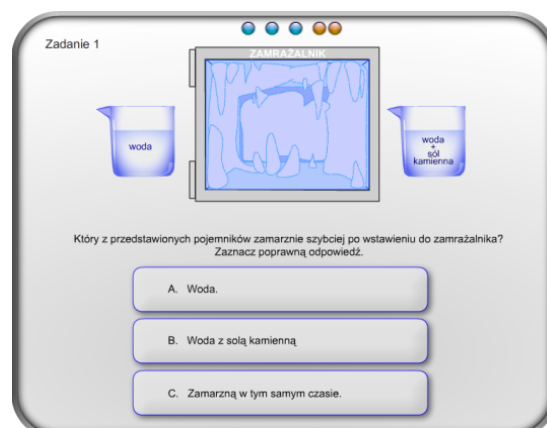 Zadanie 1
ZAMRAŻALNIK
woda
woda
+
sól
kamienna
Który z przedstawionych pojemników zamarznie szybciej po wstawieniu do zamrażalnika?
Zaznacz poprawną odpowiedź.
A. Woda.
B. Woda z solą kamienną
C. Zamarzną w tym samym czasie.